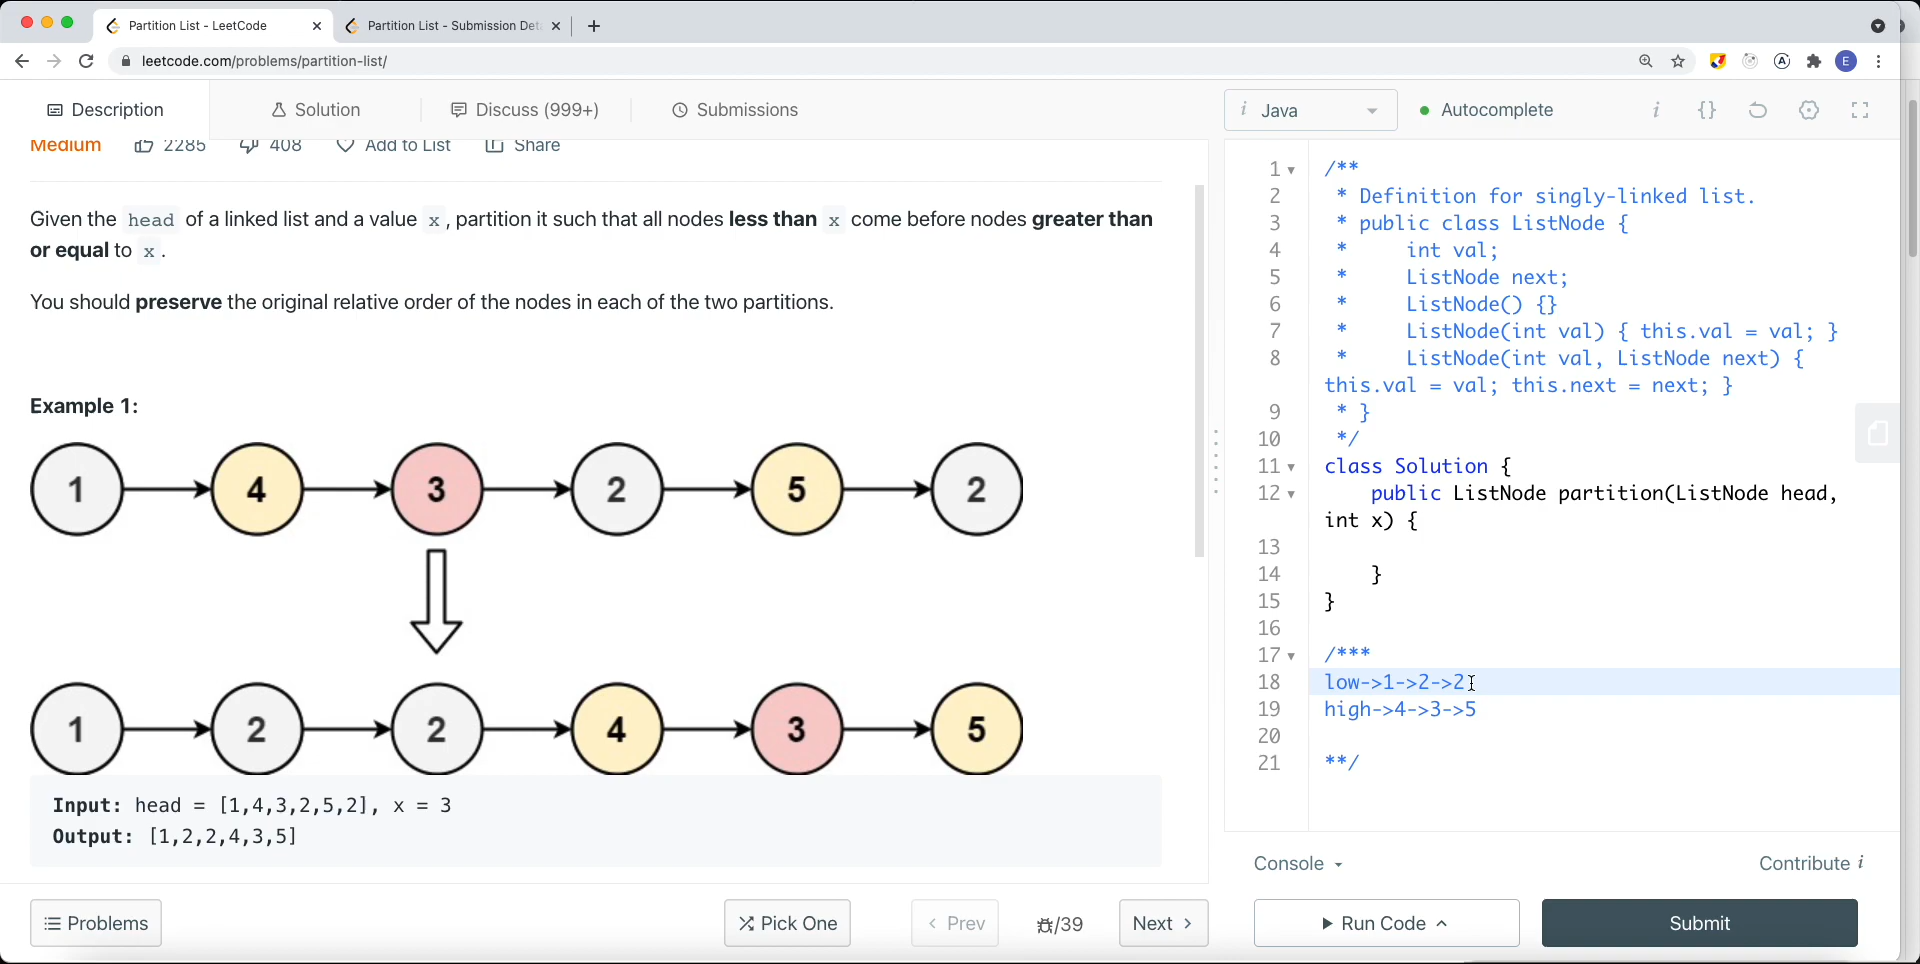 Partition List - LeetCode
Partition List - Submission Det
leetcode.com/problems/partition-list/
E
Description
Solution
Discuss (999+)
Submissions
i Java
Autocomplete
i {}
Medium 2285 408 Add to List Share
Given the head of a linked list and a value x, partition it such that all nodes less than x come before nodes greater than
or equal to x.
You should preserve the original relative order of the nodes in each of the two partitions.
Example 1:
1 4 3 2 5 2
1 2 2 4 3 5
Input: head = [1,4,3,2,5,2], x = 3
Output: [1,2,2,4,3,5]
Problems
Pick One
Prev
/39
Next
1 /**
2 * Definition for singly-linked list.
3 * public class ListNode {
4 * int val;
5 * ListNode next;
6 * ListNode() {}
7 * ListNode(int val) { this.val = val; }
8 * ListNode(int val, ListNode next) {
this.val = val; this.next = next; }
9 * }
10 */
11 class Solution {
12 public ListNode partition(ListNode head,
int x) {
13
14 }
15 }
16
17 /***
18 low->1->2->2
19 high->4->3->5
20
21 **/
Console
Contribute i
Run Code
Submit